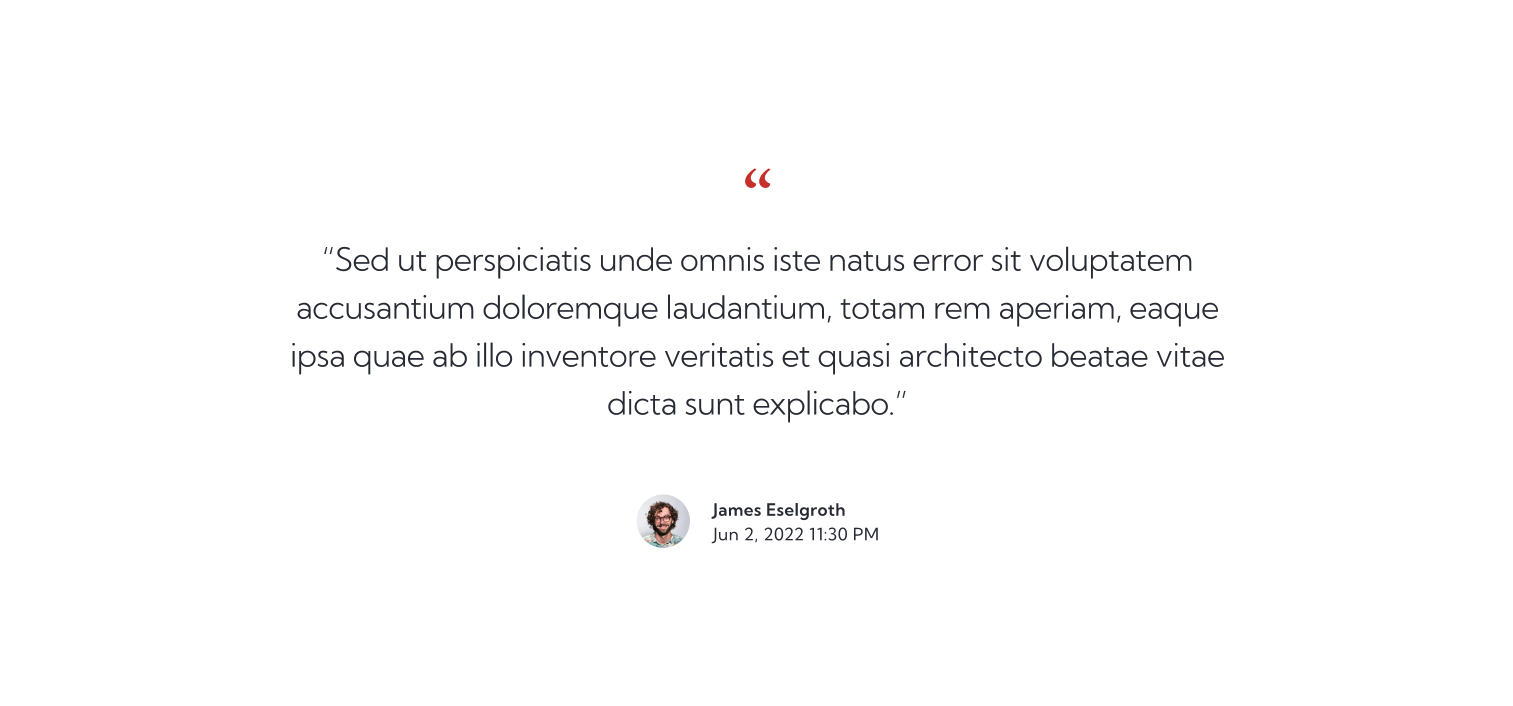 “
“Sed ut perspiciatis unde omnis iste natus error sit voluptatem
accusantium doloremque laudantium, totam rem aperiam, eaque
ipsa quae ab illo inventore veritatis et quasi architecto beatae vitae
dicta sunt explicabo.”
James Eselgroth
Jun 2, 2022 11:30 PM